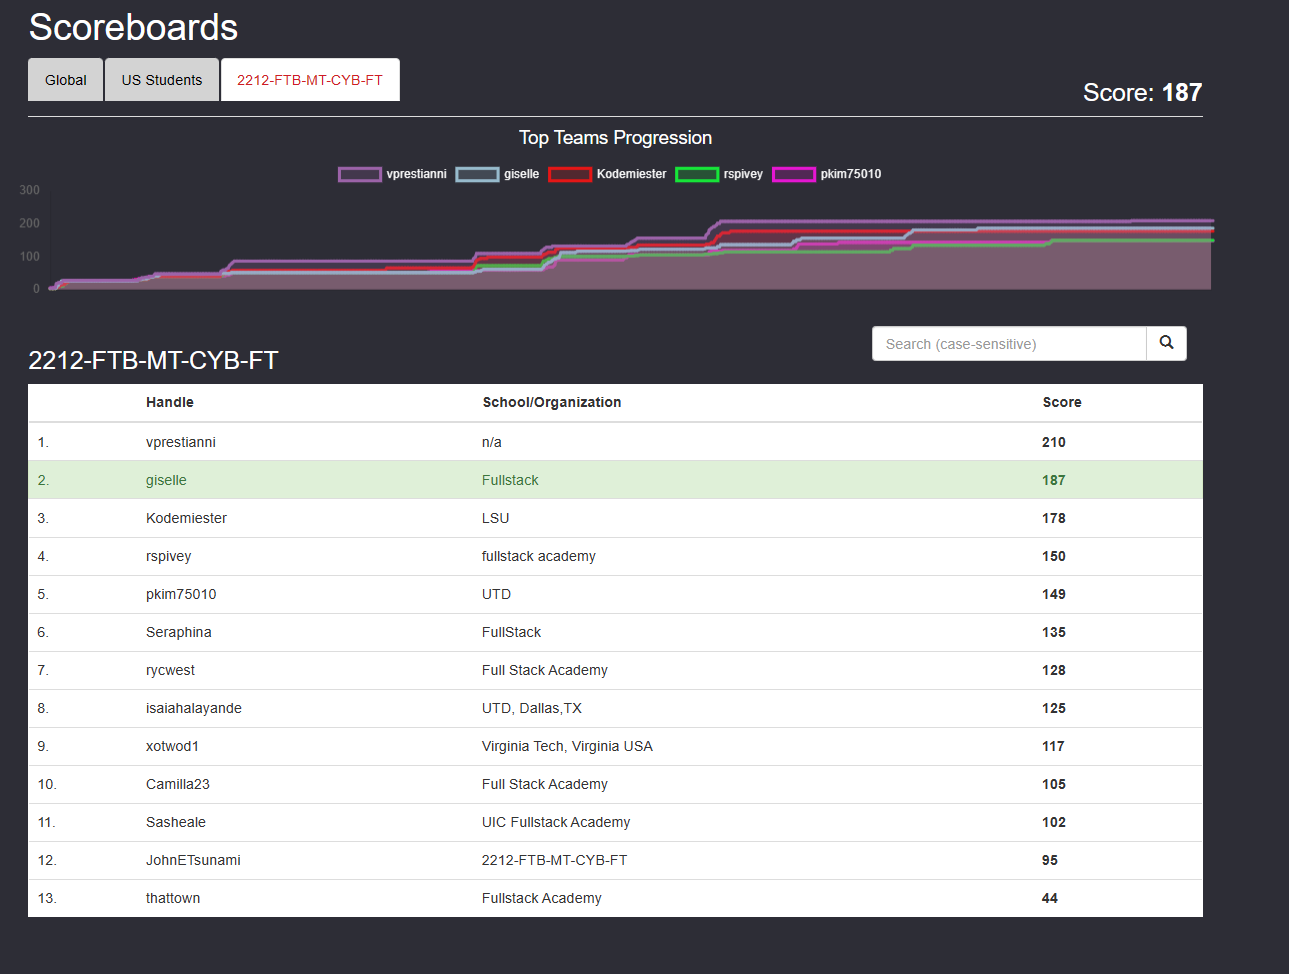 Scoreboards
Global US Students 2212-FTB-MT-CYB-FT
Score: 187
Top Teams Progression
vprestianni giselle Kodemiester rspivey pkim75010
300
200
100
0
2212-FTB-MT-CYB-FT
Search (case-sensitive)
Handle School/Organization Score
1. vprestianni n/a 210
2. giselle Fullstack 187
3. Kodemiester LSU 178
4. rspivey fullstack academy 150
5. pkim75010 UTD 149
6. Seraphina FullStack 135
7. rycwest Full Stack Academy 128
8. isaiahalayande UTD, Dallas,TX 125
9. xotwod1 Virginia Tech, Virginia USA 117
10. Camilla23 Full Stack Academy 105
11. Sasheale UIC Fullstack Academy 102
12. JohnETsunami 2212-FTB-MT-CYB-FT 95
13. thattown Fullstack Academy 44